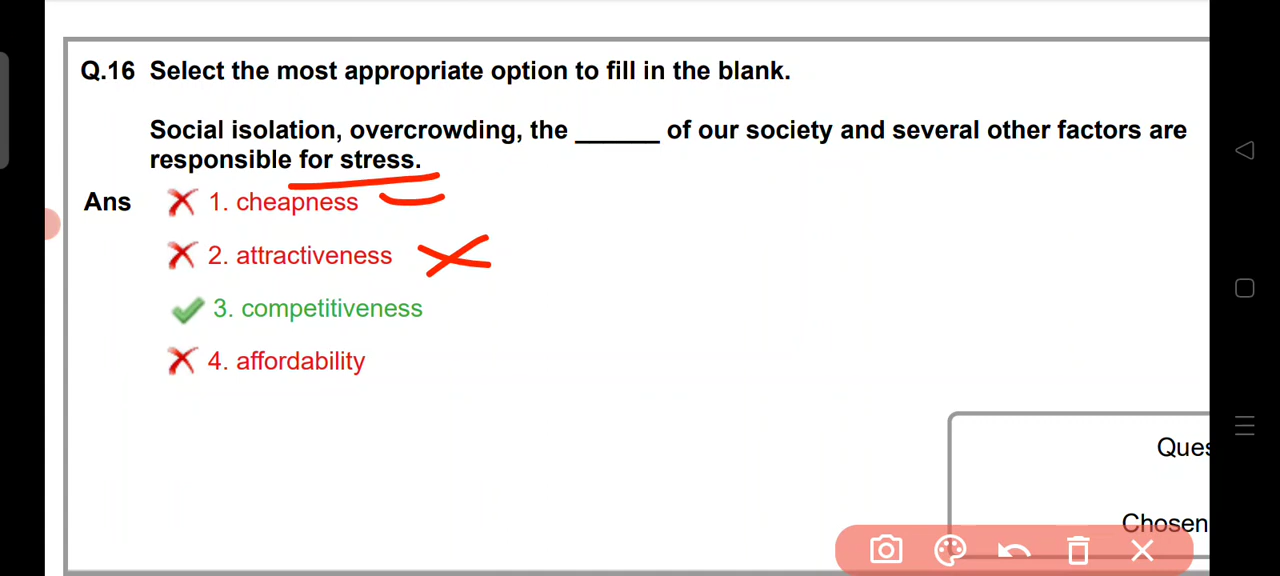 Q.16 Select the most appropriate option to fill in the blank.
Social isolation, overcrowding, the ______ of our society and several other factors are
responsible for stress.
Ans 1. cheapness
2. attractiveness
3. competitiveness
4. affordability
Ques
Chosen